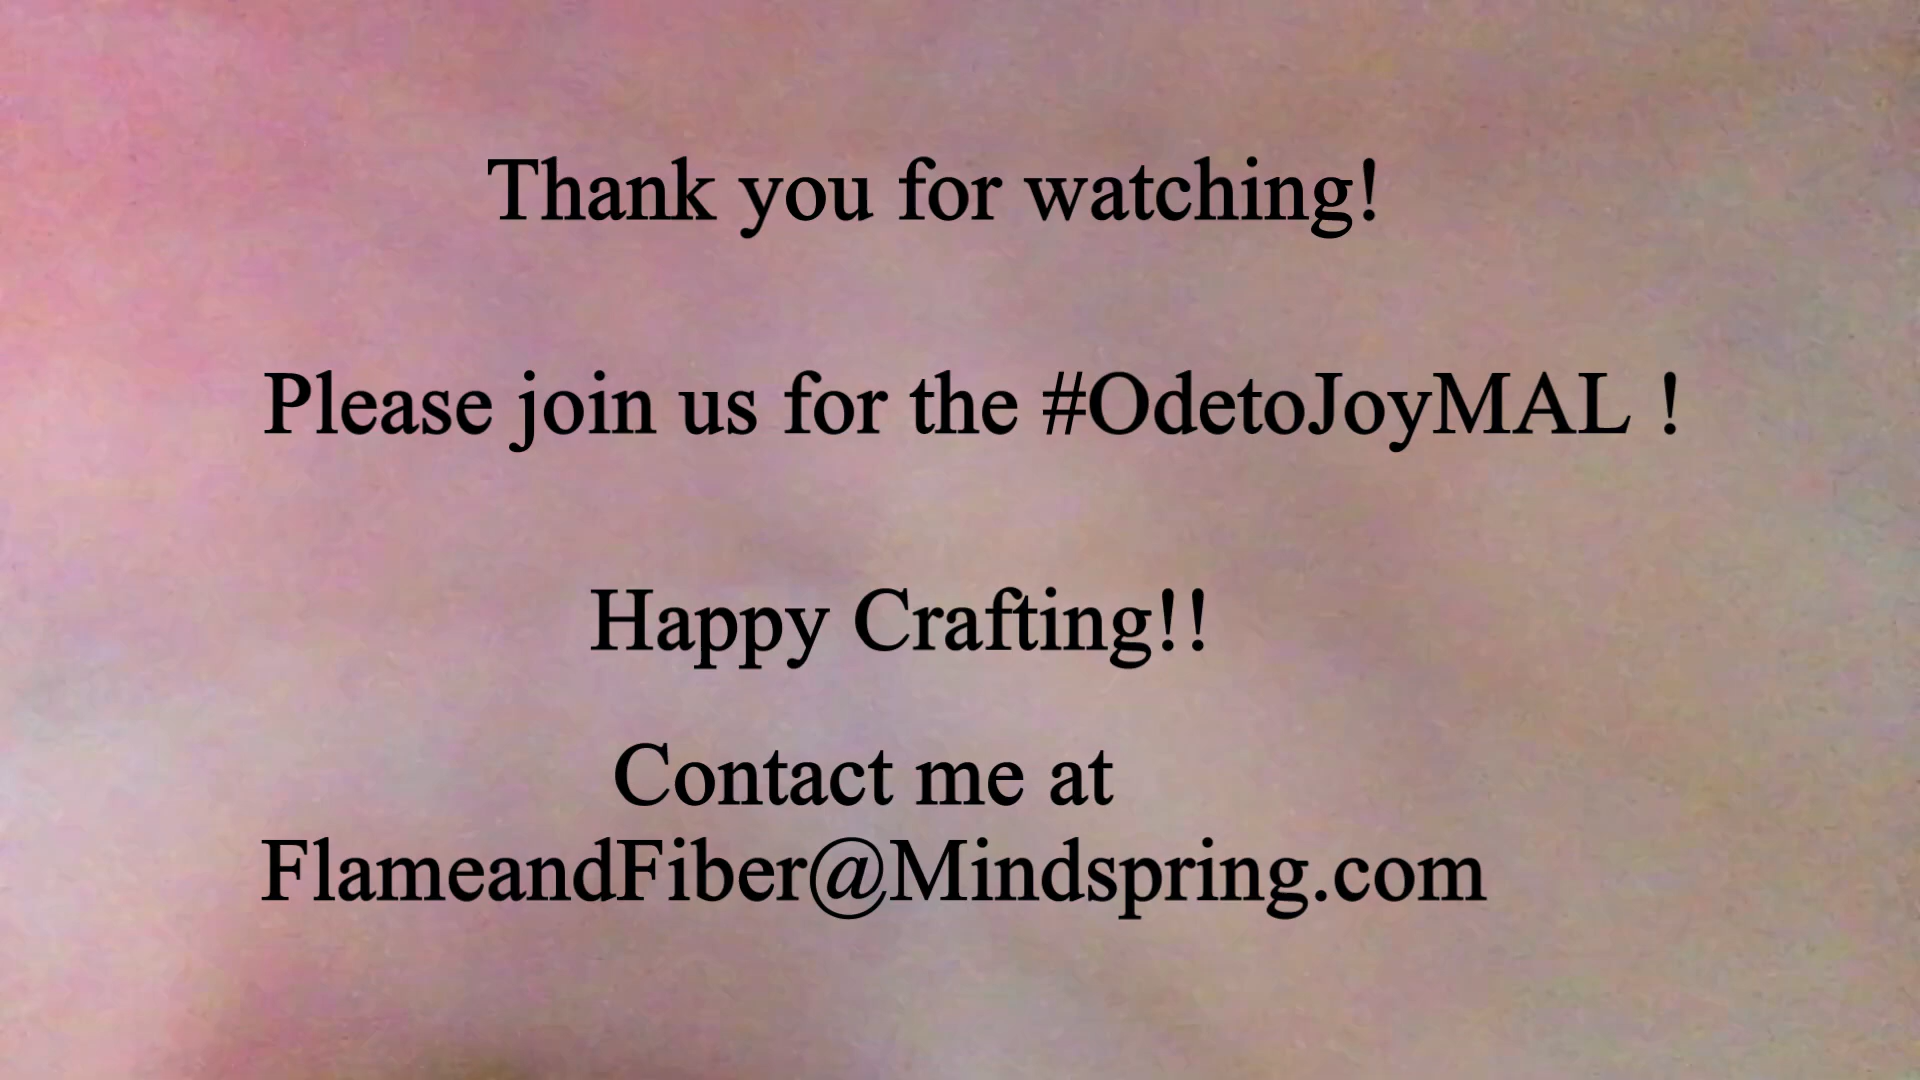 Thank you for watching!
Please join us for the #OdetoJoyMAL !
Happy Crafting!!
Contact me at
FlameandFiber@Mindspring.com